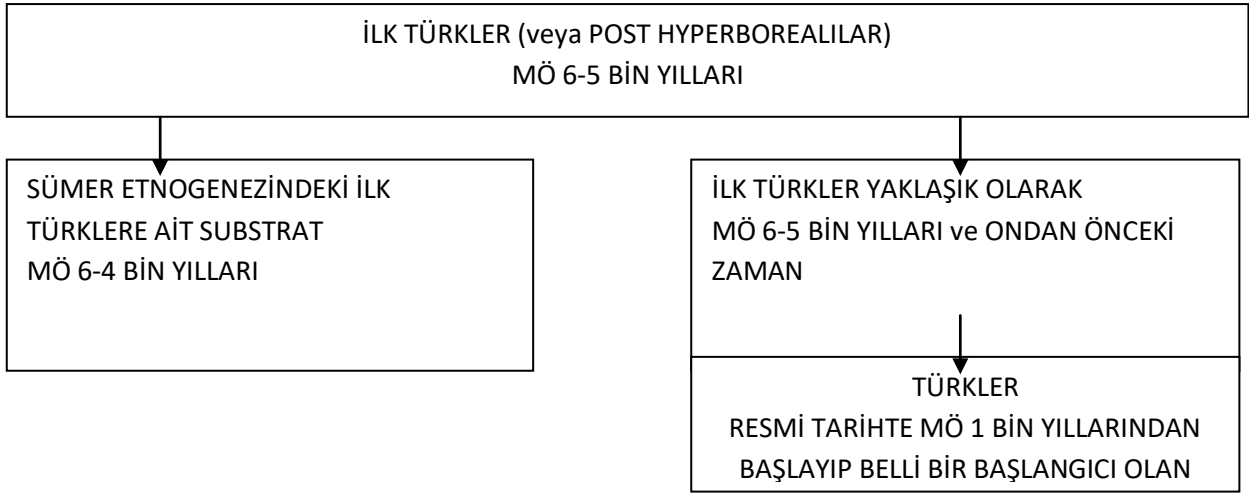 İLK TÜRKLER (veya POST HYPERBOREALILAR)
MÖ 6-5 BİN YILLARI
SÜMER ETNOGENEZİNDEKİ İLK
TÜRKLERE AİT SUBSTRAT
MÖ 6-4 BİN YILLARI
İLK TÜRKLER YAKLAŞIK OLARAK
MÖ 6-5 BİN YILLARI ve ONDAN ÖNCEKİ
ZAMAN
TÜRKLER
RESMİ TARİHTE MÖ 1 BİN YILLARINDAN
BAŞLAYIP BELLİ BİR BAŞLANGICI OLAN